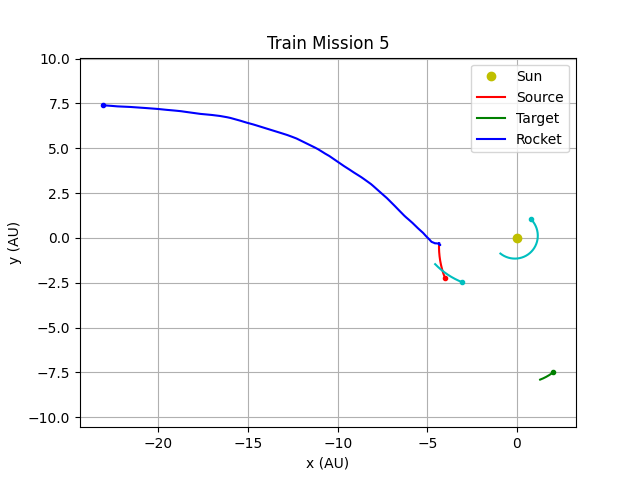 Train Mission 5
Sun
Source
Target
Rocket
10.0
7.5
5.0
2.5
0.0
−2.5
−5.0
−7.5
−10.0
y (AU)
−20 −15 −10 −5 0
x (AU)